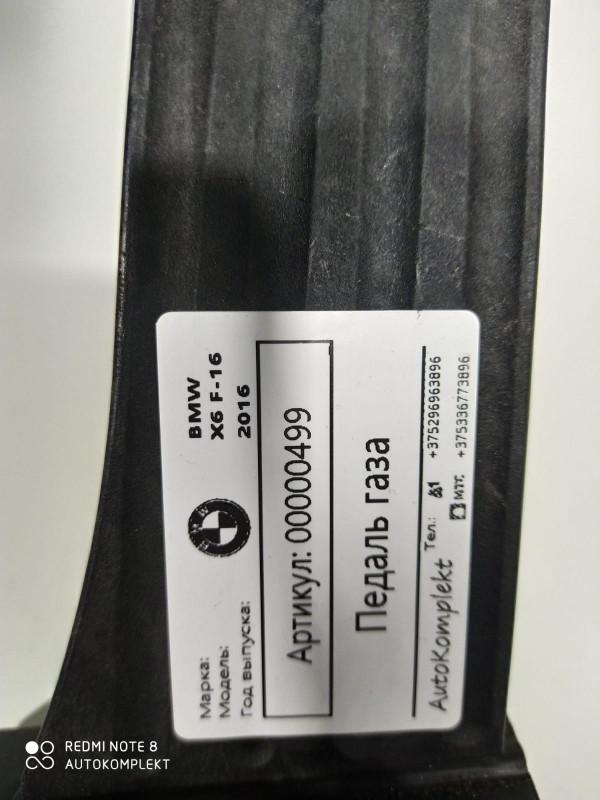 Марка: BMW
Модель: X6 F-16
Год выпуска: 2016
Артикул: 00000499
Педаль газа
AutoKomplekt Тел.: A1 +375296963896
МТС +375336773896
REDMI NOTE 8
AUTOKOMPLEKT